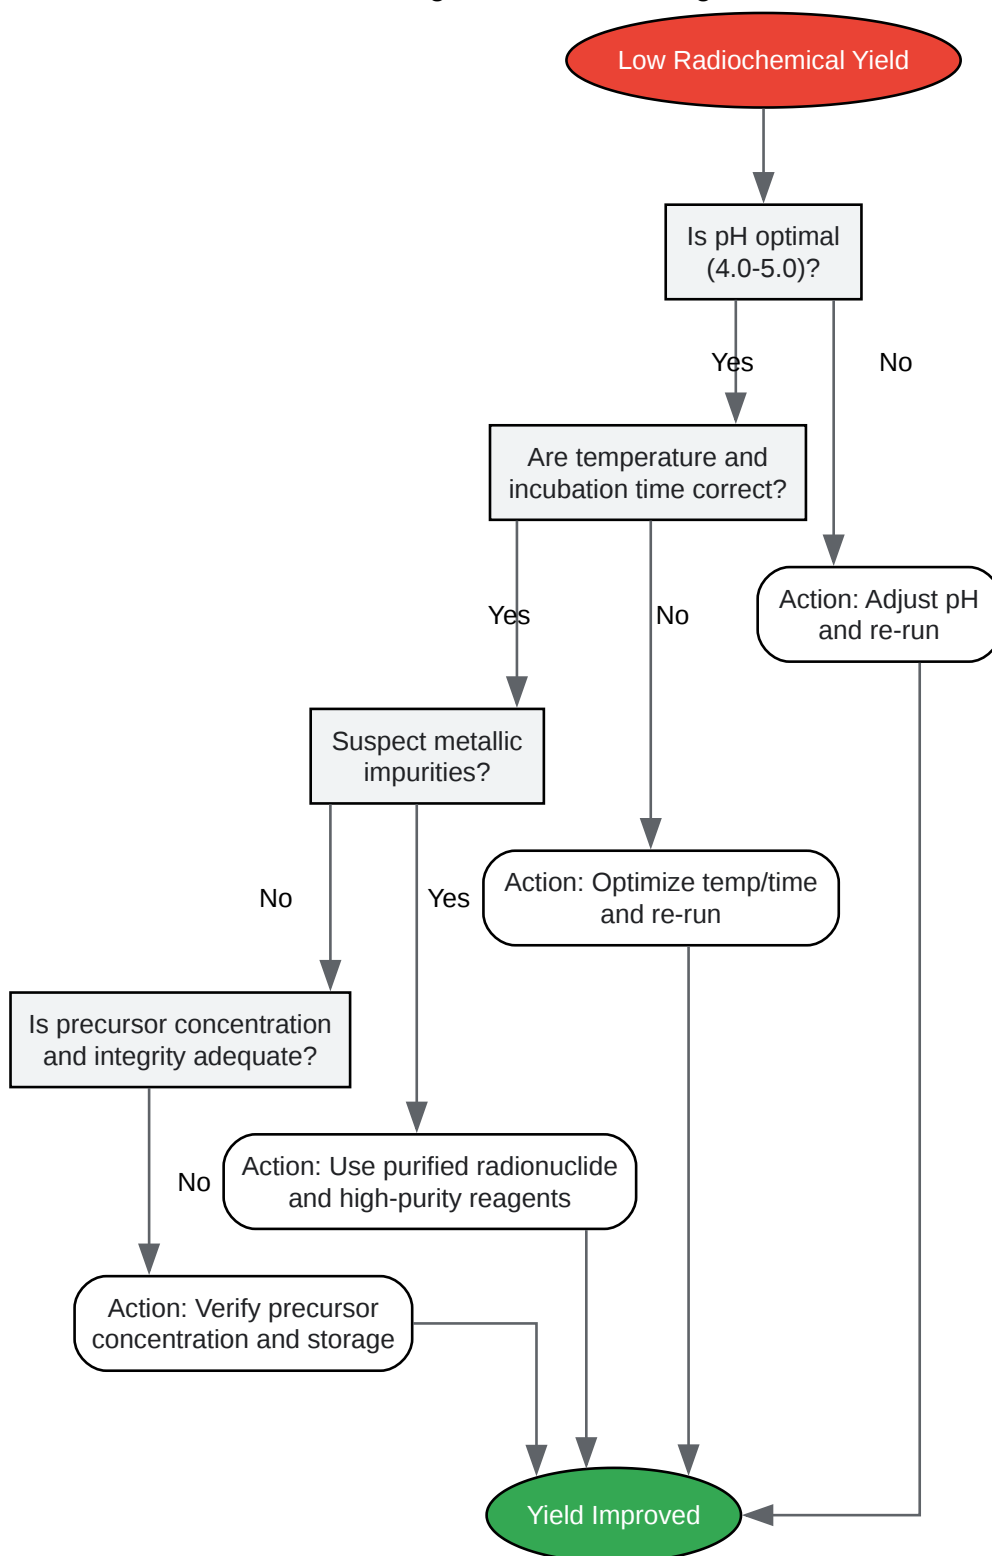 Low Radiochemical Yield
Is pH optimal
(4.0-5.0)?
Yes
No
Are temperature and
incubation time correct?
Action: Adjust pH
and re-run
Yes
No
Suspect metallic
impurities?
Action: Optimize temp/time
and re-run
No
Yes
Is precursor concentration
and integrity adequate?
Action: Use purified radionuclide
and high-purity reagents
No
Action: Verify precursor
concentration and storage
Yield Improved